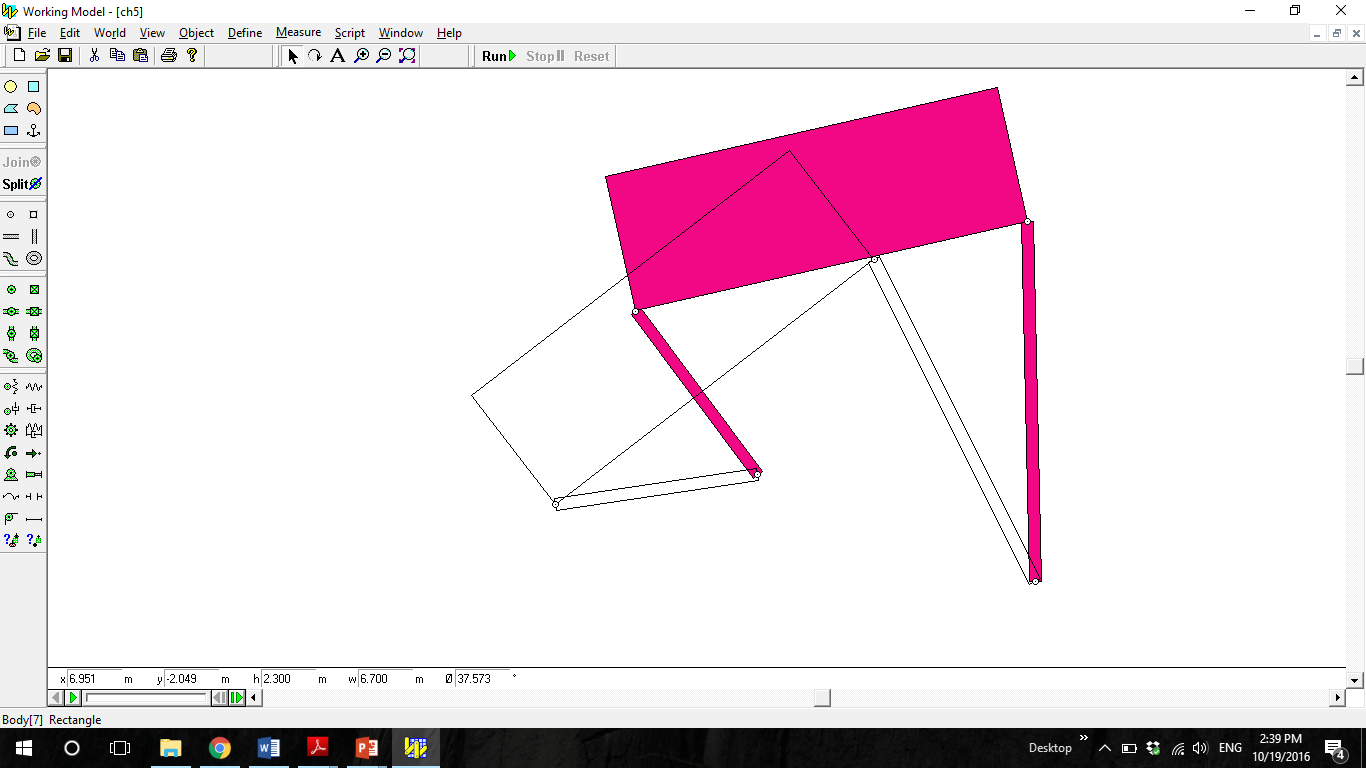 Working Model - [ch5]
File Edit World View Object Define Measure Script Window Help
A ? Run Stop Reset
Join
Split
x 6.951 m y -2.049 m h 2.300 m w 6.700 m Ø 37.573 °
Body[7] Rectangle
Desktop » ENG 2:39 PM
10/19/2016 4